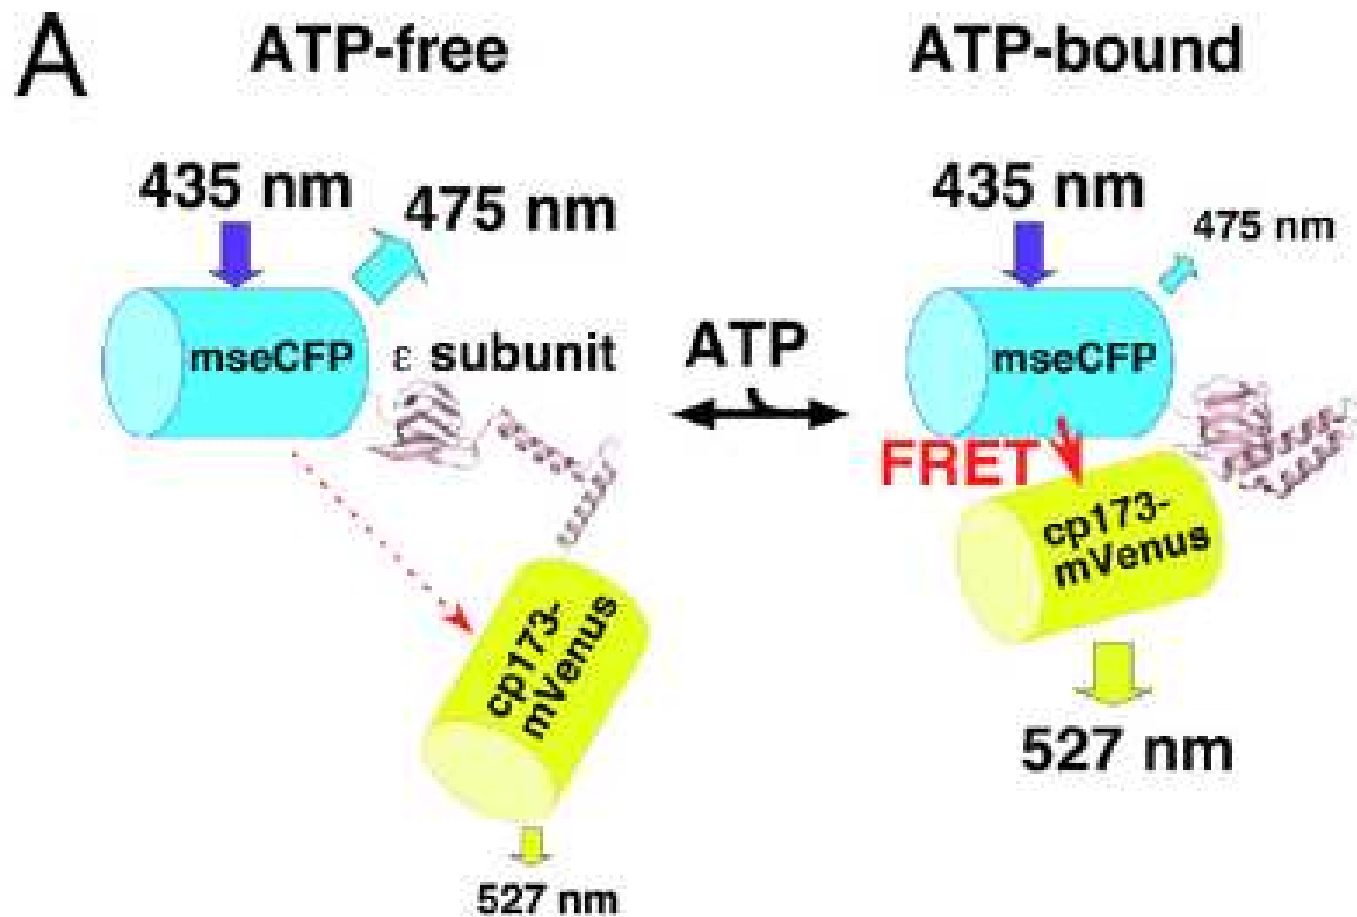 A
ATP-free
435 nm
475 nm
mseCFP
ε subunit
cp173-
mVenus
527 nm
ATP
ATP-bound
435 nm
475 nm
mseCFP
FRET
cp173-
mVenus
527 nm